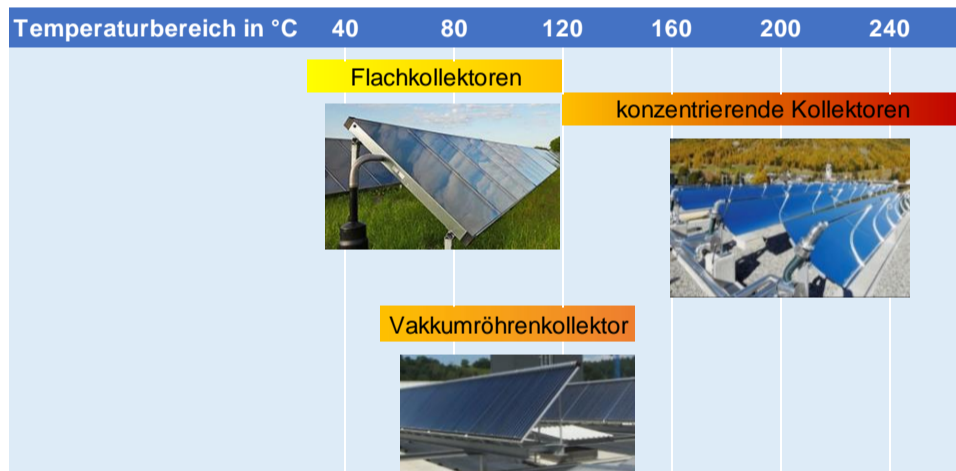 Temperaturbereich in °C 40 80 120 160 200 240
Flachkollektoren
konzentrierende Kollektoren
Vakkumröhrenkollektor